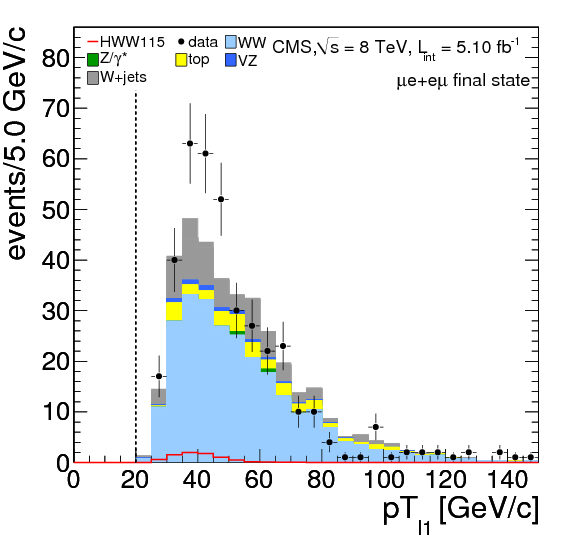 HWW115
data
WW
CMS,√s = 8 TeV, L_int = 5.10 fb⁻¹
Z/γ*
top
VZ
W+jets
μe+eμ final state
events/5.0 GeV/c
80
70
60
50
40
30
20
10
0
0 20 40 60 80 100 120 140
pT_l1 [GeV/c]